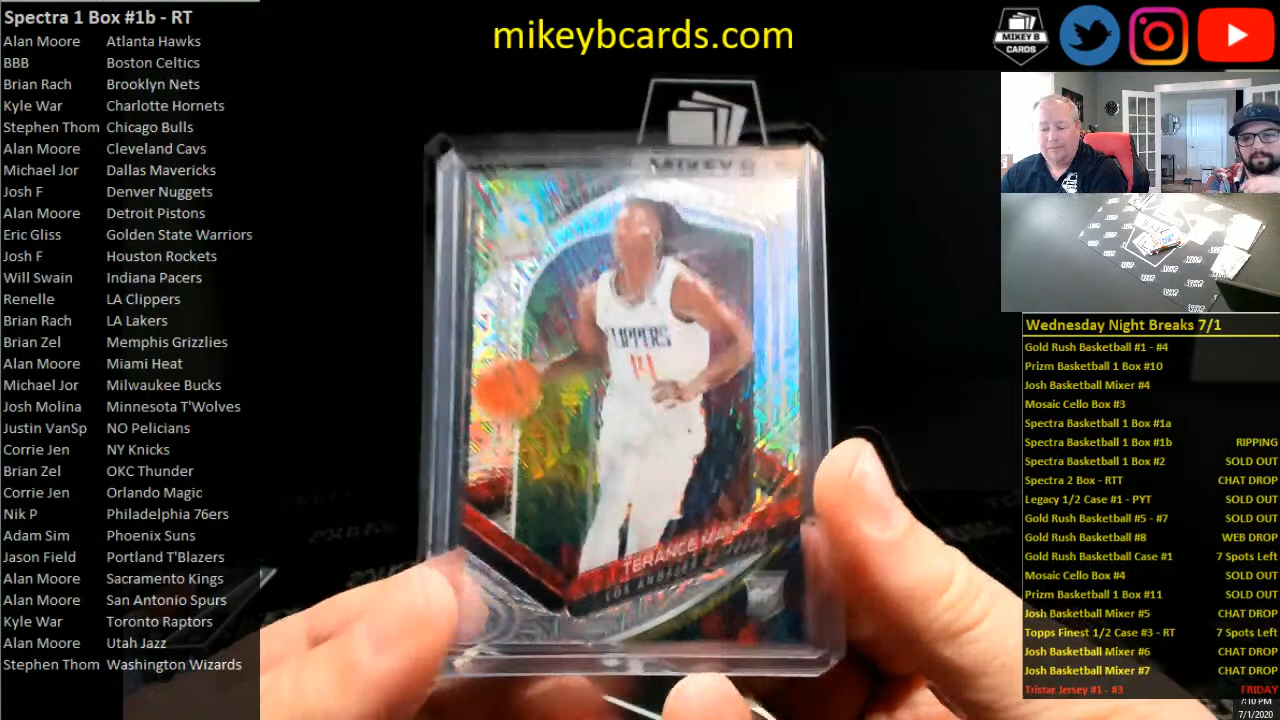 Spectra 1 Box #1b - RT
Alan Moore Atlanta Hawks
BBB Boston Celtics
Brian Rach Brooklyn Nets
Kyle War Charlotte Hornets
Stephen Thom Chicago Bulls
Alan Moore Cleveland Cavs
Michael Jor Dallas Mavericks
Josh F Denver Nuggets
Alan Moore Detroit Pistons
Eric Gliss Golden State Warriors
Josh F Houston Rockets
Will Swain Indiana Pacers
Renelle LA Clippers
Brian Rach LA Lakers
Brian Zel Memphis Grizzlies
Alan Moore Miami Heat
Michael Jor Milwaukee Bucks
Josh Molina Minnesota T'Wolves
Justin VanSp NO Pelicians
Corrie Jen NY Knicks
Brian Zel OKC Thunder
Corrie Jen Orlando Magic
Nik P Philadelphia 76ers
Adam Sim Phoenix Suns
Jason Field Portland T'Blazers
Alan Moore Sacramento Kings
Alan Moore San Antonio Spurs
Kyle War Toronto Raptors
Alan Moore Utah Jazz
Stephen Thom Washington Wizards
mikeybcards.com
MIKEY B
CARDS
MIKEY B
CLIPPERS
14
TERANCE
LOS ANGELES
Wednesday Night Breaks 7/1
Gold Rush Basketball #1 - #4
Prizm Basketball 1 Box #10
Josh Basketball Mixer #4
Mosaic Cello Box #3
Spectra Basketball 1 Box #1a
Spectra Basketball 1 Box #1b RIPPING
Spectra Basketball 1 Box #2 SOLD OUT
Spectra 2 Box - RTT CHAT DROP
Legacy 1/2 Case #1 - PYT SOLD OUT
Gold Rush Basketball #5 - #7 SOLD OUT
Gold Rush Basketball #8 WEB DROP
Gold Rush Basketball Case #1 7 Spots Left
Mosaic Cello Box #4 SOLD OUT
Prizm Basketball 1 Box #11 SOLD OUT
Josh Basketball Mixer #5 CHAT DROP
Topps Finest 1/2 Case #3 - RT 7 Spots Left
Josh Basketball Mixer #6 CHAT DROP
Josh Basketball Mixer #7 CHAT DROP
Tristar Jersey #1 - #3 FRIDAY
7:10 PM
7/1/2020